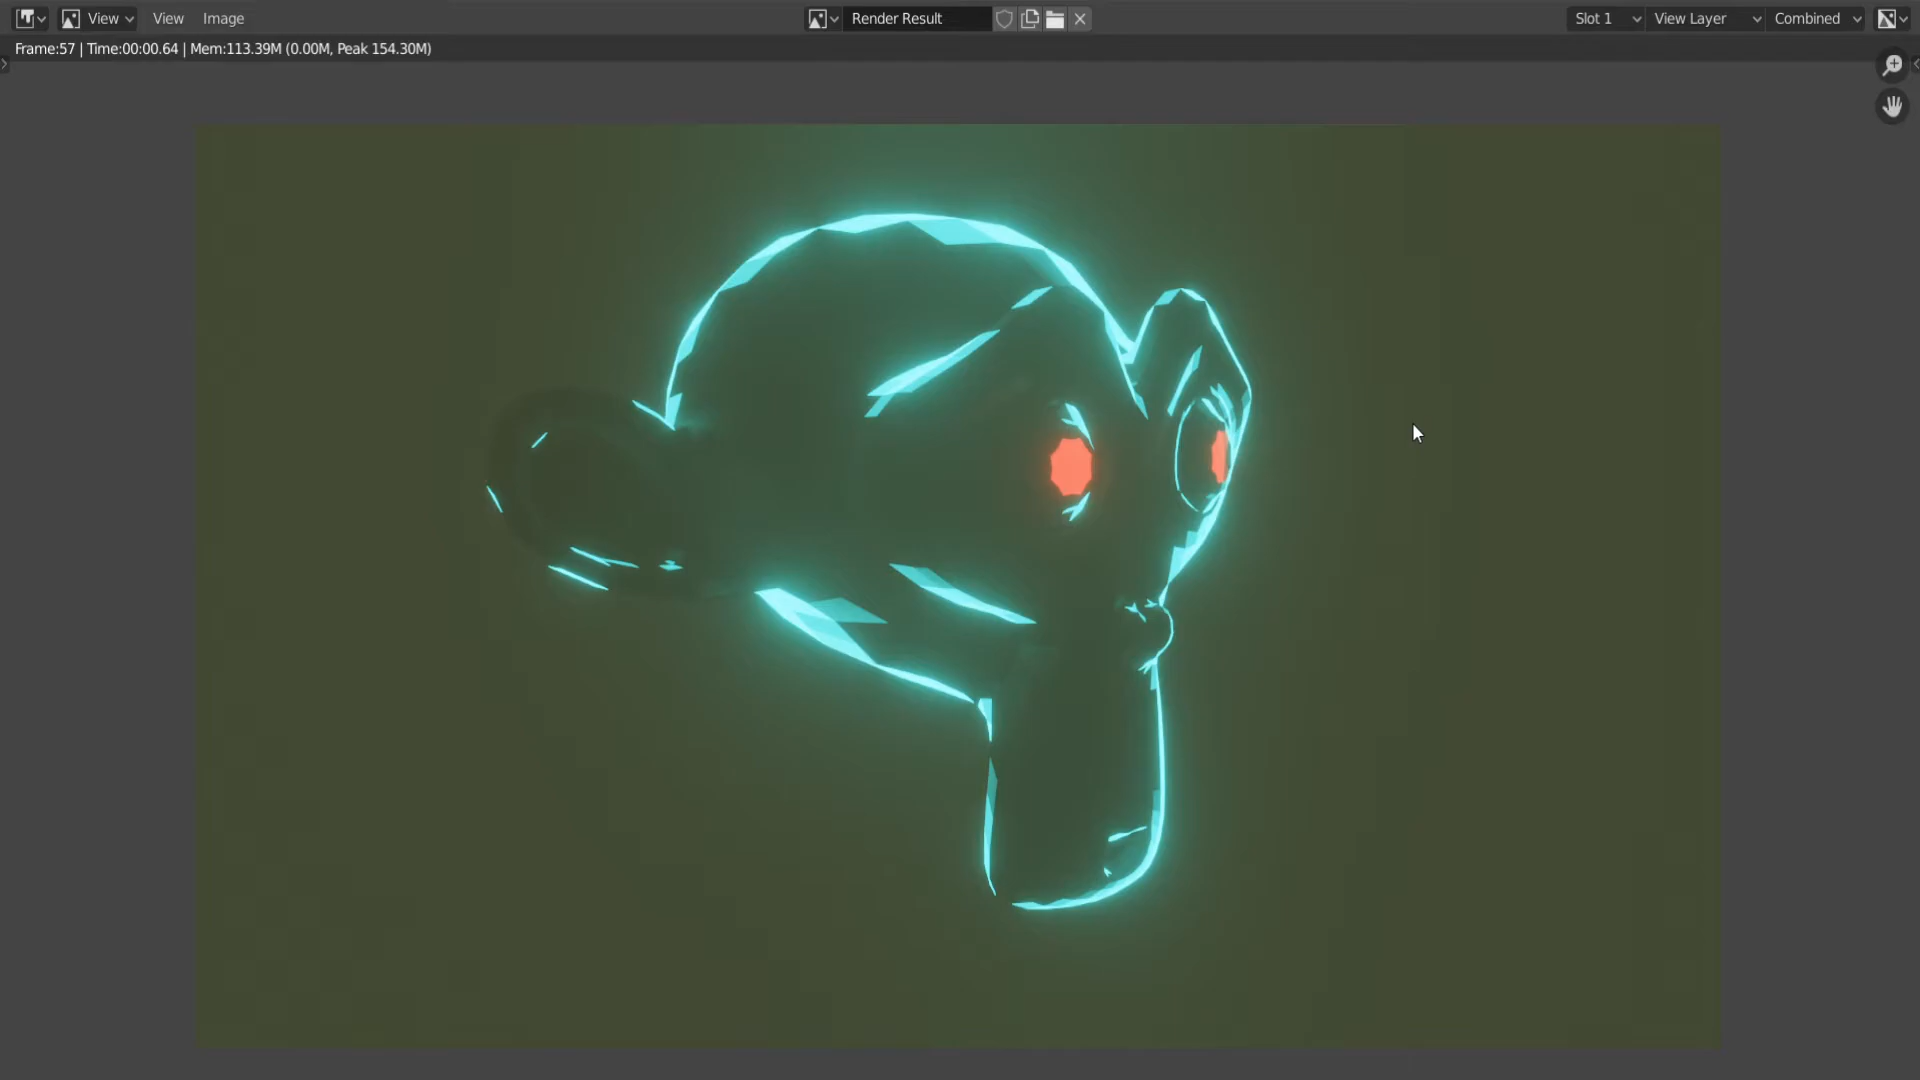 View View Image Render Result Slot 1 View Layer Combined
Frame:57 | Time:00:00.64 | Mem:113.39M (0.00M, Peak 154.30M)